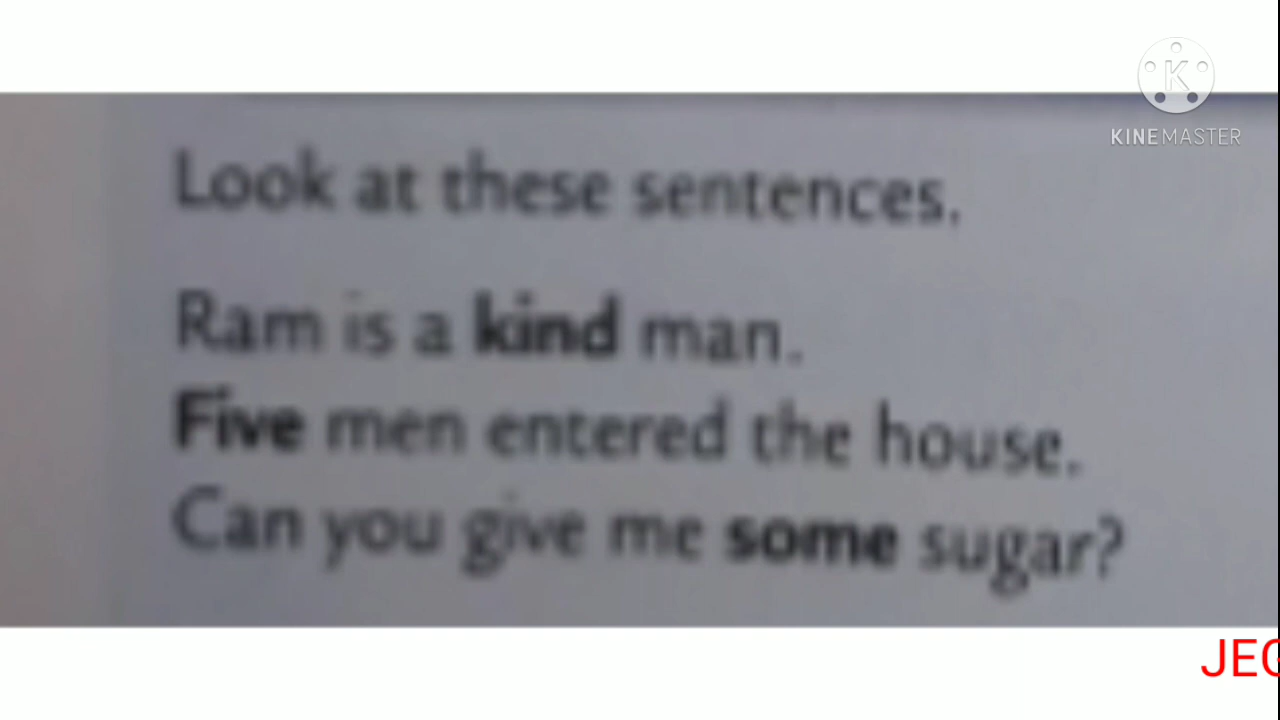 KINEMASTER
Look at these sentences.
Ram is a kind man.
Five men entered the house.
Can you give me some sugar?
JEG